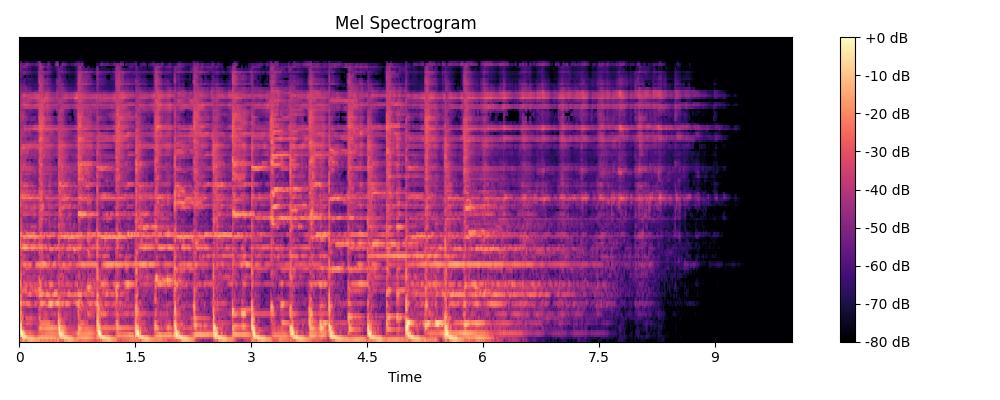 Mel Spectrogram
+0 dB
-10 dB
-20 dB
-30 dB
-40 dB
-50 dB
-60 dB
-70 dB
-80 dB
0 1.5 3 4.5 6 7.5 9
Time